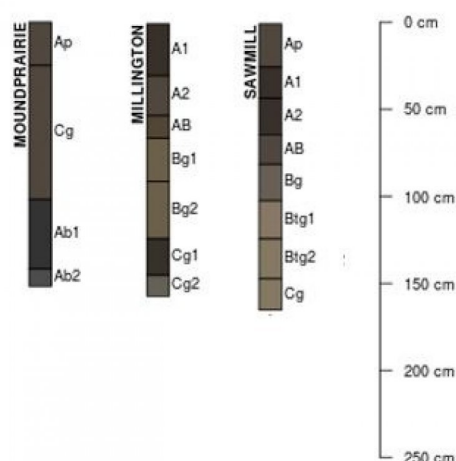 MOUNDPRAIRIE
Ap
Cg
Ab1
Ab2
MILLINGTON
A1
A2
AB
Bg1
Bg2
Cg1
Cg2
SAWMILL
Ap
A1
A2
AB
Bg
Btg1
Btg2
Cg
0 cm
50 cm
100 cm
150 cm
200 cm
250 cm